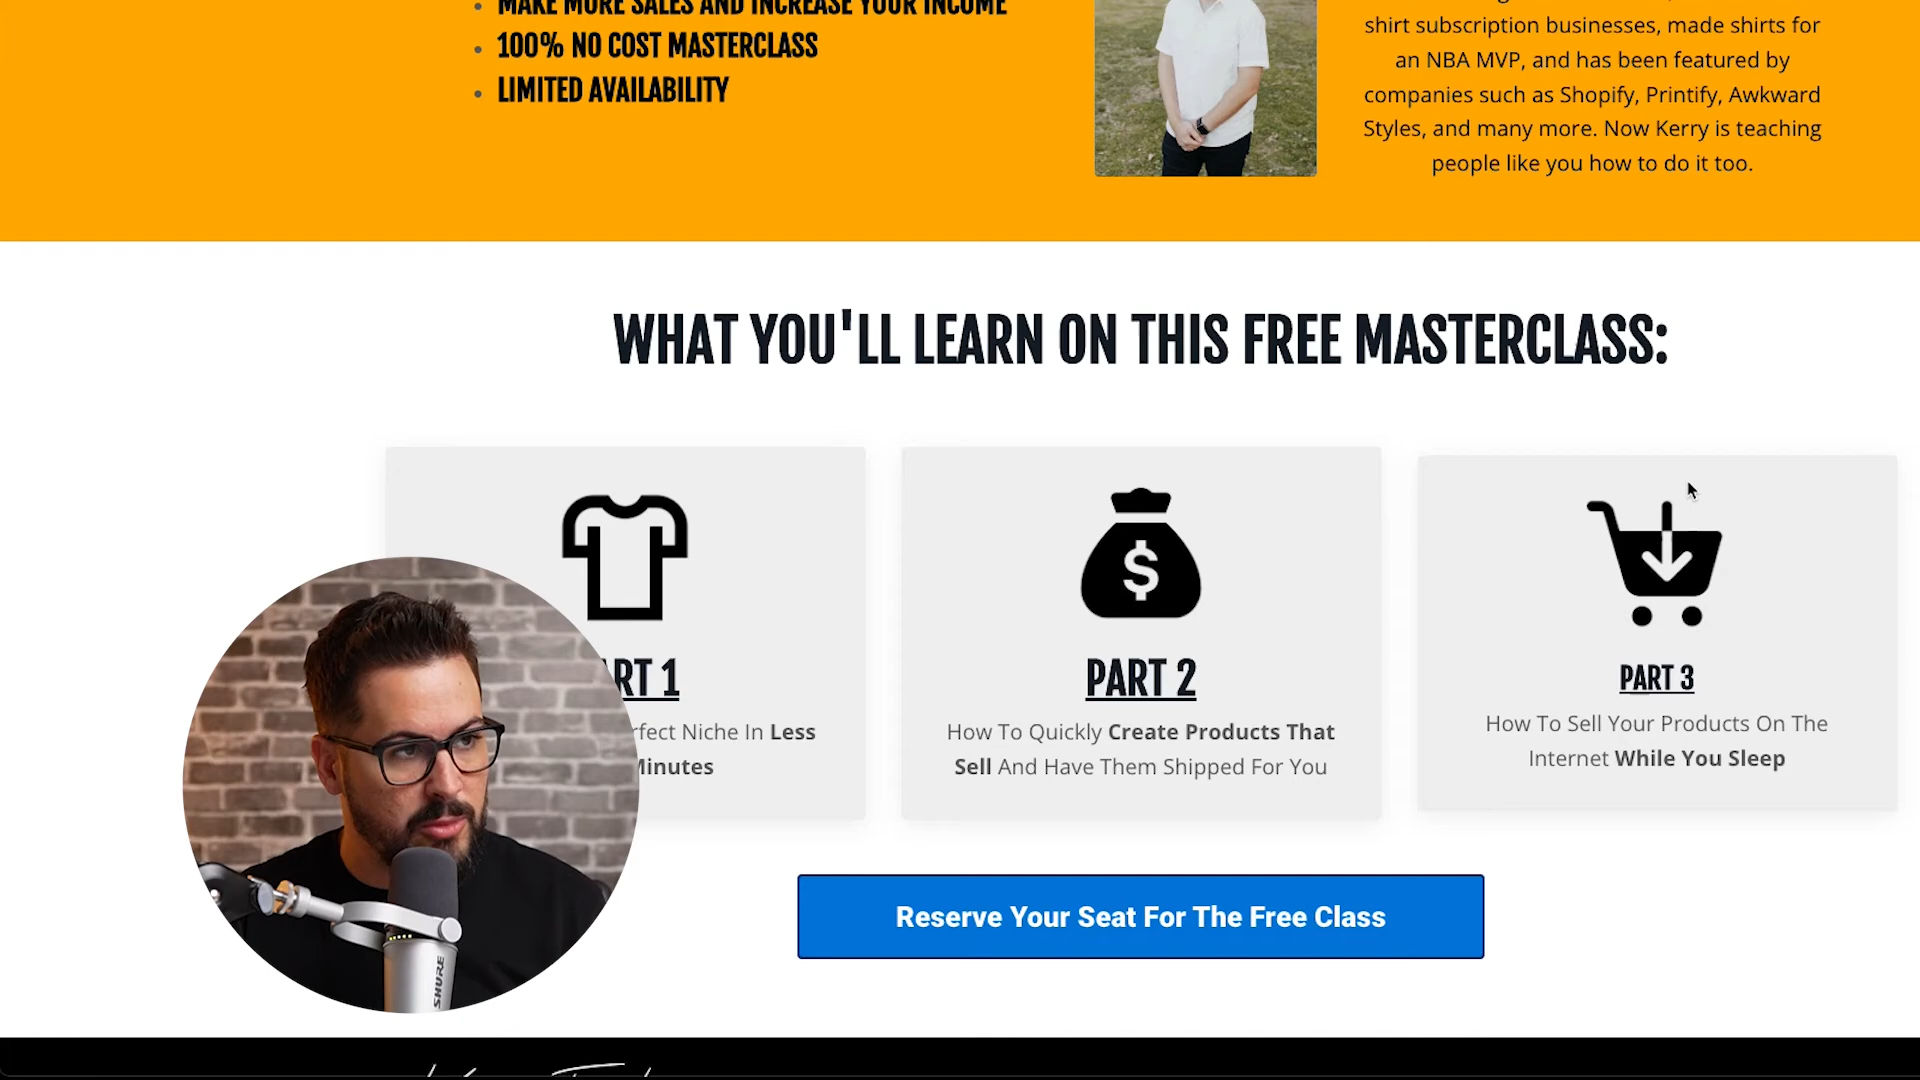 MAKE MORE SALES AND INCREASE YOUR INCOME
100% NO COST MASTERCLASS
LIMITED AVAILABILITY
shirt subscription businesses, made shirts for
an NBA MVP, and has been featured by
companies such as Shopify, Printify, Awkward
Styles, and many more. Now Kerry is teaching
people like you how to do it too.
WHAT YOU'LL LEARN ON THIS FREE MASTERCLASS:
1
Niche In Less
Minutes
PART 2
How To Quickly Create Products That
Sell And Have Them Shipped For You
PART 3
How To Sell Your Products On The
Internet While You Sleep
Reserve Your Seat For The Free Class
SHURE